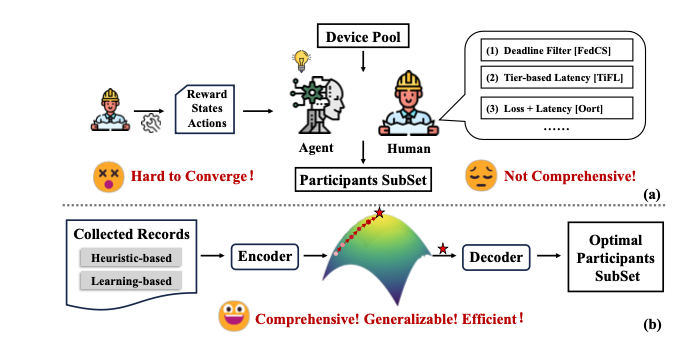 Device Pool
(1) Deadline Filter [FedCS]
(2) Tier-based Latency [TiFL]
(3) Loss + Latency [Oort]
......
Reward
States
Actions
Agent
Human
Hard to Converge!
Participants SubSet
Not Comprehensive!
(a)
Collected Records
Heuristic-based
Learning-based
Encoder
Decoder
Optimal
Participants
SubSet
Comprehensive! Generalizable! Efficient!
(b)